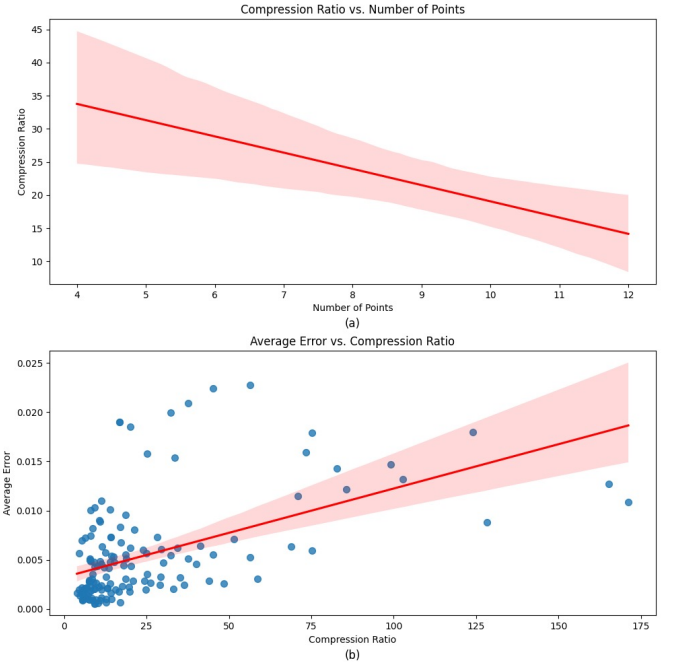 Compression Ratio vs. Number of Points
45
40
35
30
25
20
15
10
Compression Ratio
4 5 6 7 8 9 10 11 12
Number of Points
(a)
Average Error vs. Compression Ratio
0.025
0.020
0.015
0.010
0.005
0.000
Average Error
0 25 50 75 100 125 150 175
Compression Ratio
(b)